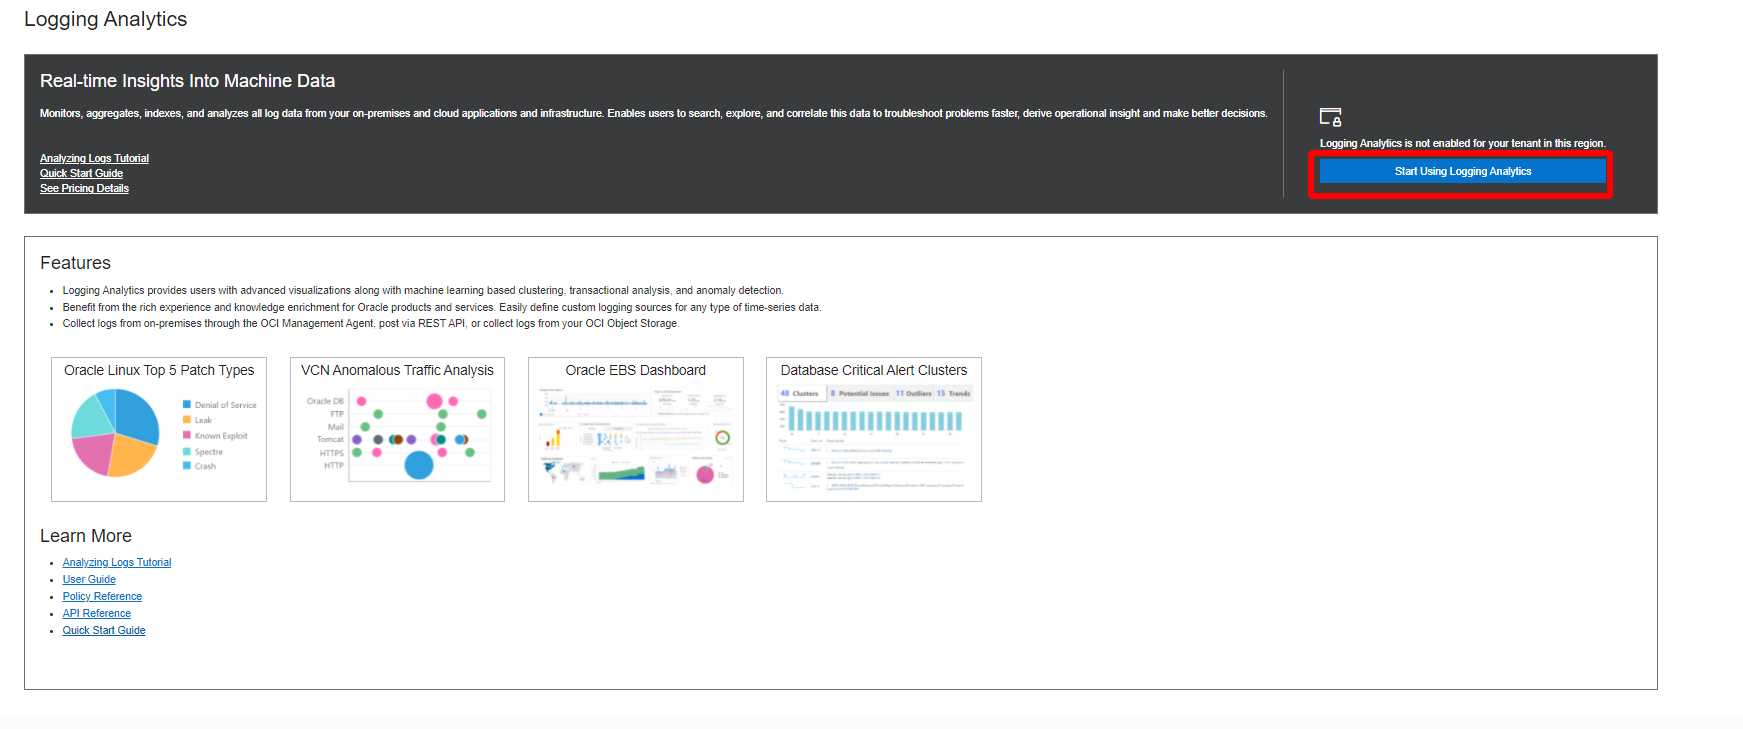 Logging Analytics
Real-time Insights Into Machine Data
Monitors, aggregates, indexes, and analyzes all log data from your on-premises and cloud applications and infrastructure. Enables users to search, explore, and correlate this data to troubleshoot problems faster, derive operational insight and make better decisions.
Analyzing Logs Tutorial
Quick Start Guide
See Pricing Details
Logging Analytics is not enabled for your tenant in this region.
Start Using Logging Analytics
Features
Logging Analytics provides users with advanced visualizations along with machine learning based clustering, transactional analysis, and anomaly detection.
Benefit from the rich experience and knowledge enrichment for Oracle products and services. Easily define custom logging sources for any type of time-series data.
Collect logs from on-premises through the OCI Management Agent, post via REST API, or collect logs from your OCI Object Storage.
Oracle Linux Top 5 Patch Types
Denial of Service
Leak
Known Exploit
Spectre
Crash
VCN Anomalous Traffic Analysis
Oracle DB
FTP
Mail
Tomcat
HTTPS
HTTP
Oracle EBS Dashboard
Database Critical Alert Clusters
48 Clusters 8 Potential Issues 11 Outliers 15 Trends
Learn More
Analyzing Logs Tutorial
User Guide
Policy Reference
API Reference
Quick Start Guide